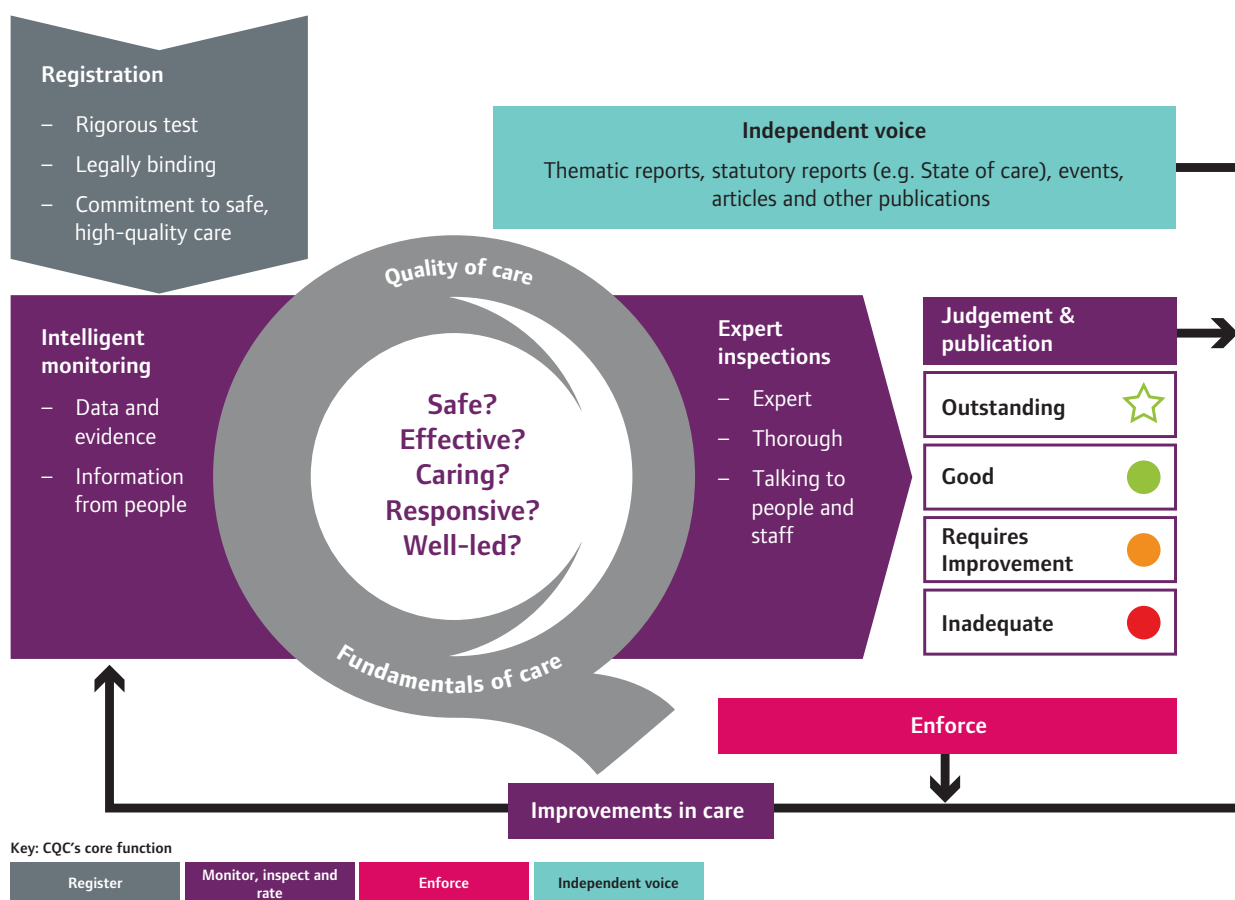 Registration
– Rigorous test
– Legally binding
– Commitment to safe,
high-quality care
Independent voice
Thematic reports, statutory reports (e.g. State of care), events,
articles and other publications
Intelligent
monitoring
– Data and
evidence
– Information
from people
Quality of care
Safe?
Effective?
Caring?
Responsive?
Well-led?
Fundamentals of care
Expert
inspections
– Expert
– Thorough
– Talking to
people and
staff
Judgement &
publication
Outstanding
Good
Requires
Improvement
Inadequate
Enforce
Improvements in care
Key: CQC's core function
Register
Monitor, inspect and
rate
Enforce
Independent voice